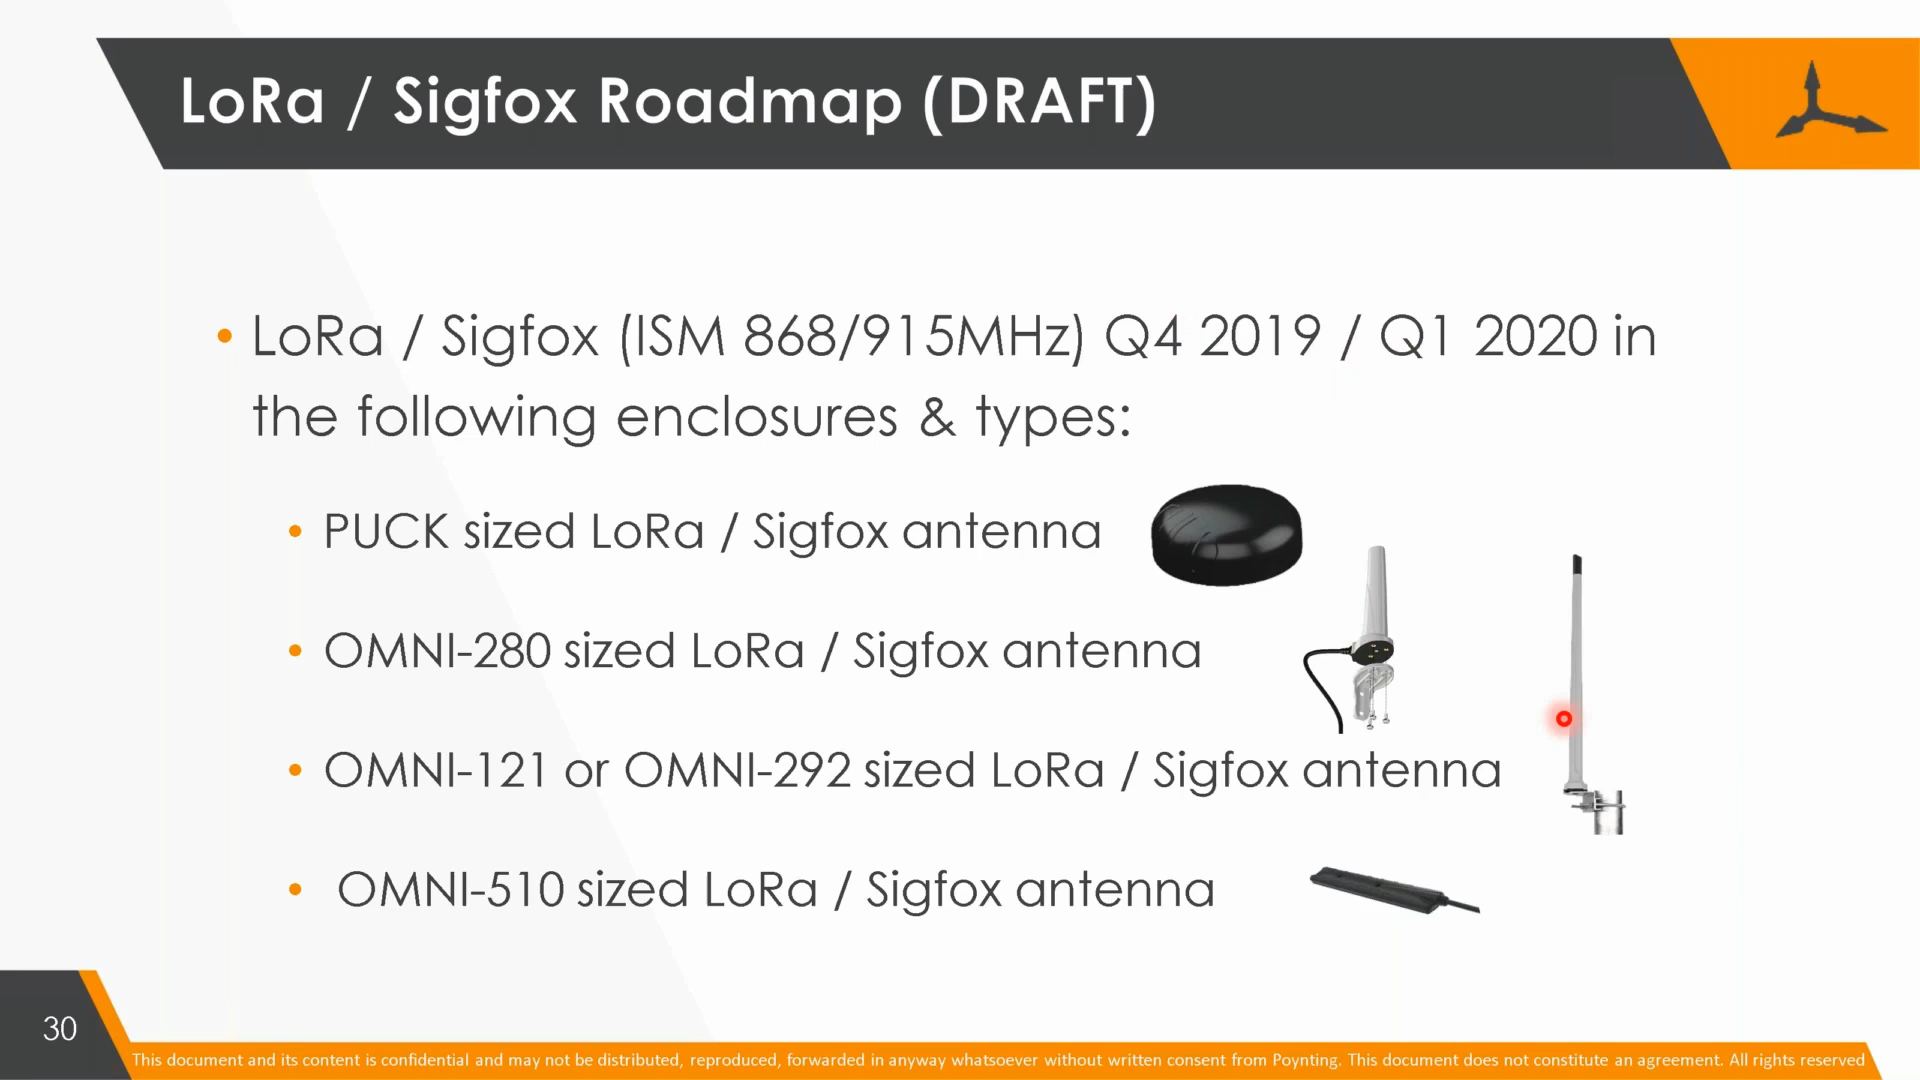 LoRa / Sigfox Roadmap (DRAFT)
• LoRa / Sigfox (ISM 868/915MHz) Q4 2019 / Q1 2020 in
the following enclosures & types:
• PUCK sized LoRa / Sigfox antenna
• OMNI-280 sized LoRa / Sigfox antenna
• OMNI-121 or OMNI-292 sized LoRa / Sigfox antenna
• OMNI-510 sized LoRa / Sigfox antenna
30
This document and its content is confidential and may not be distributed, reproduced, forwarded in anyway whatsoever without written consent from Poynting. This document does not constitute an agreement. All rights reserved